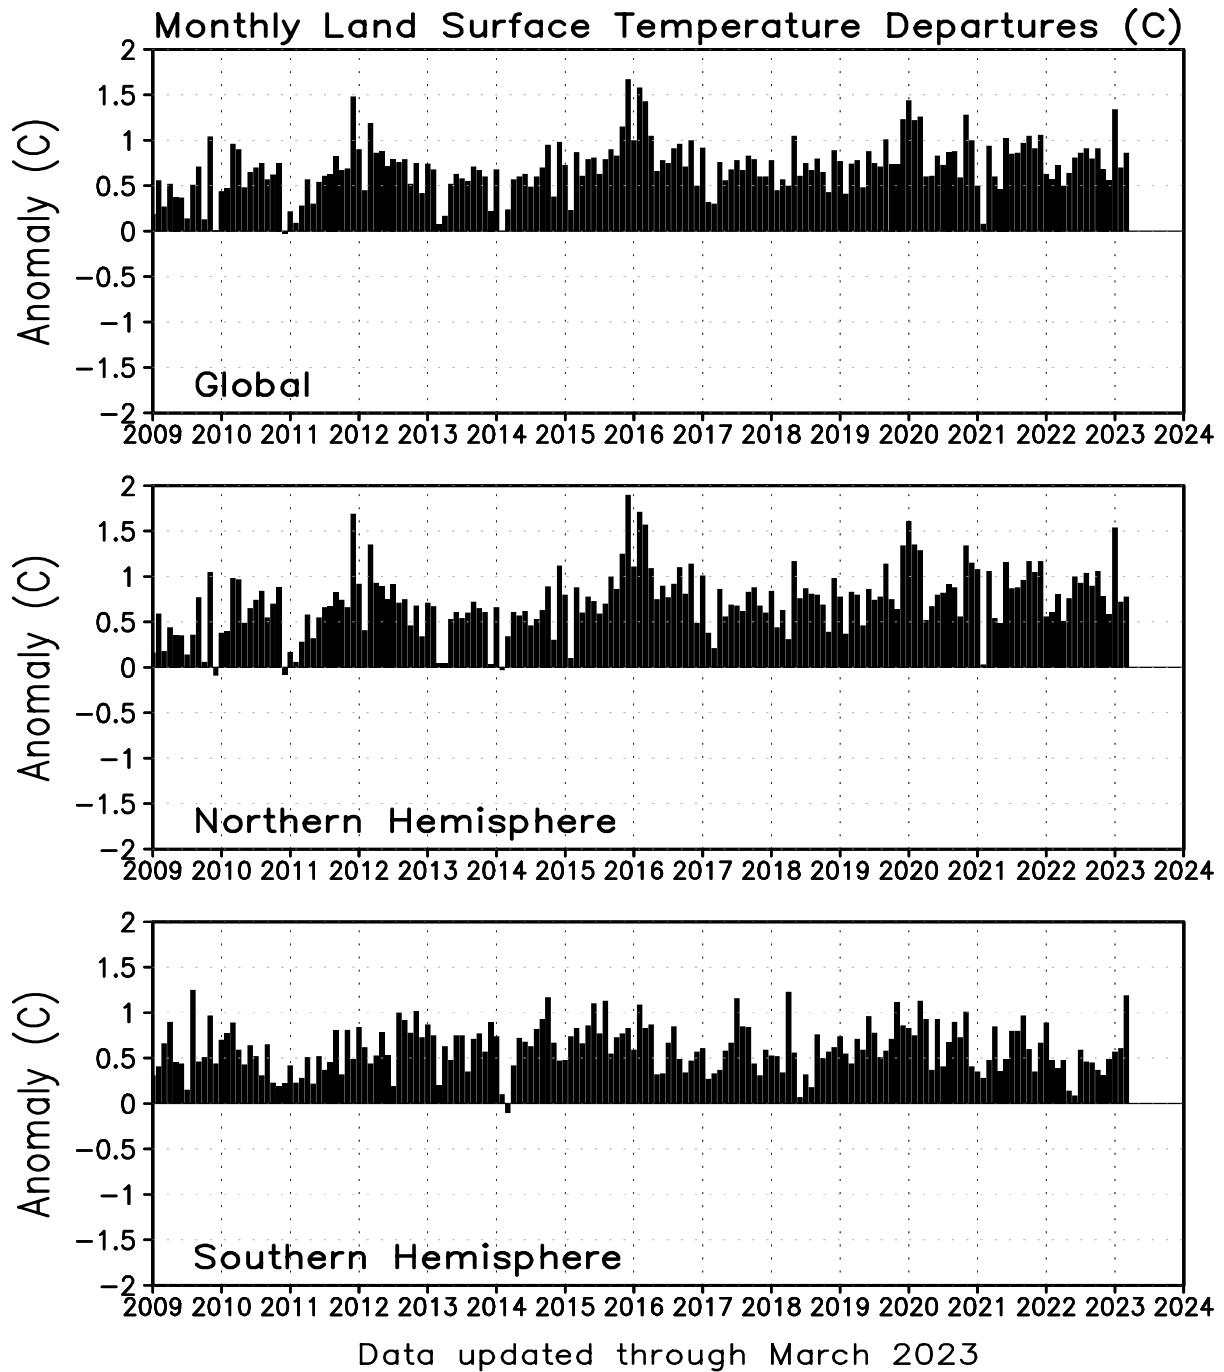 Monthly Land Surface Temperature Departures (C)
Anomaly (C)
2
1.5
1
0.5
0
−0.5
−1
−1.5
−2
Global
2009 2010 2011 2012 2013 2014 2015 2016 2017 2018 2019 2020 2021 2022 2023 2024
Anomaly (C)
2
1.5
1
0.5
0
−0.5
−1
−1.5
−2
Northern Hemisphere
2009 2010 2011 2012 2013 2014 2015 2016 2017 2018 2019 2020 2021 2022 2023 2024
Anomaly (C)
2
1.5
1
0.5
0
−0.5
−1
−1.5
−2
Southern Hemisphere
2009 2010 2011 2012 2013 2014 2015 2016 2017 2018 2019 2020 2021 2022 2023 2024
Data updated through March 2023